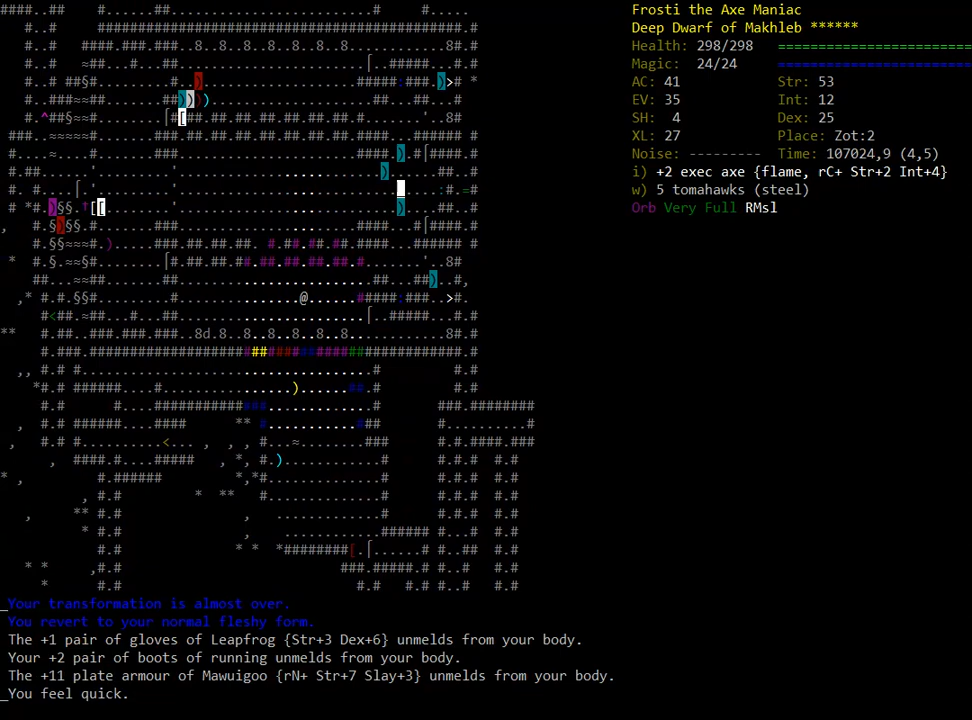 Frosti the Axe Maniac
Deep Dwarf of Makhleb ******
Health: 298/298
Magic: 24/24
AC: 41 Str: 53
EV: 35 Int: 12
SH: 4 Dex: 25
XL: 27 Place: Zot:2
Noise: --------- Time: 107024,9 (4,5)
i) +2 exec axe {flame, rC+ Str+2 Int+4}
w) 5 tomahawks (steel)
Orb Very Full RMsl
_Your transformation is almost over.
You revert to your normal fleshy form.
The +1 pair of gloves of Leapfrog {Str+3 Dex+6} unmelds from your body.
Your +2 pair of boots of running unmelds from your body.
The +11 plate armour of Mawuigoo {rN+ Str+7 Slay+3} unmelds from your body.
_You feel quick.